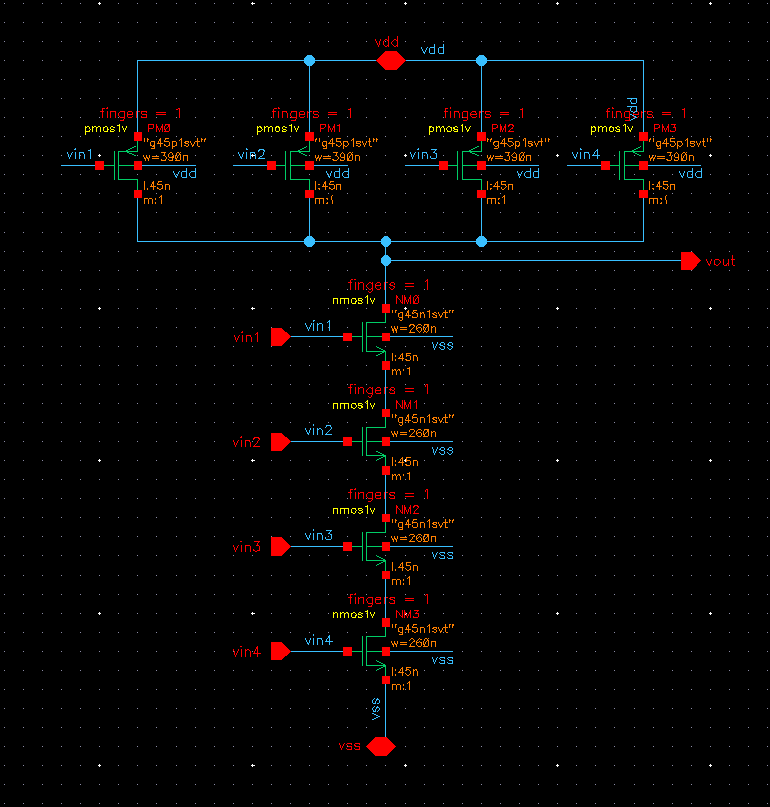 vdd
vdd
vdd
fingers = 1
fingers = 1
fingers = 1
fingers = 1
pmos1v PM0
pmos1v PM1
pmos1v PM2
pmos1v PM3
"g45p1svt"
"g45p1svt"
"g45p1svt"
"g45p1svt"
vin1 w=390n
vin2 w=390n
vin3 w=390n
vin4 w=390n
vdd
vdd
vdd
vdd
l:45n
l:45n
l:45n
l:45n
m:1
m:1
vout
fingers = 1
nmos1v NM0
"g45n1svt"
vin1 vin1 w=260n
vss
l:45n
m:1
fingers = 1
nmos1v NM1
"g45n1svt"
vin2 vin2 w=260n
vss
l:45n
m:1
fingers = 1
nmos1v NM2
"g45n1svt"
vin3 vin3 w=260n
vss
l:45n
m:1
fingers = 1
nmos1v NM3
"g45n1svt"
vin4 vin4 w=260n
vss
l:45n
m:1
vss
vss